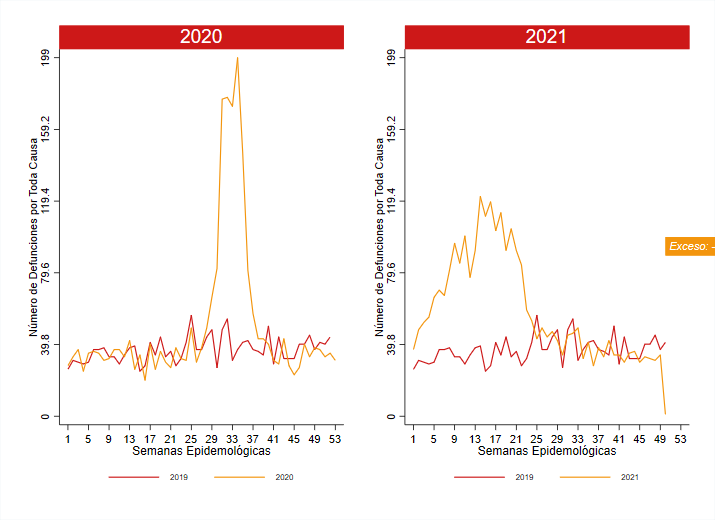 2020
2021
Número de Defunciones por Toda Causa
199
159.2
119.4
79.6
39.8
0
1 5 9 13 17 21 25 29 33 37 41 45 49 53
Semanas Epidemiológicas
2019 2020
Número de Defunciones por Toda Causa
199
159.2
119.4
79.6
39.8
0
Exceso: -
1 5 9 13 17 21 25 29 33 37 41 45 49 53
Semanas Epidemiológicas
2019 2021